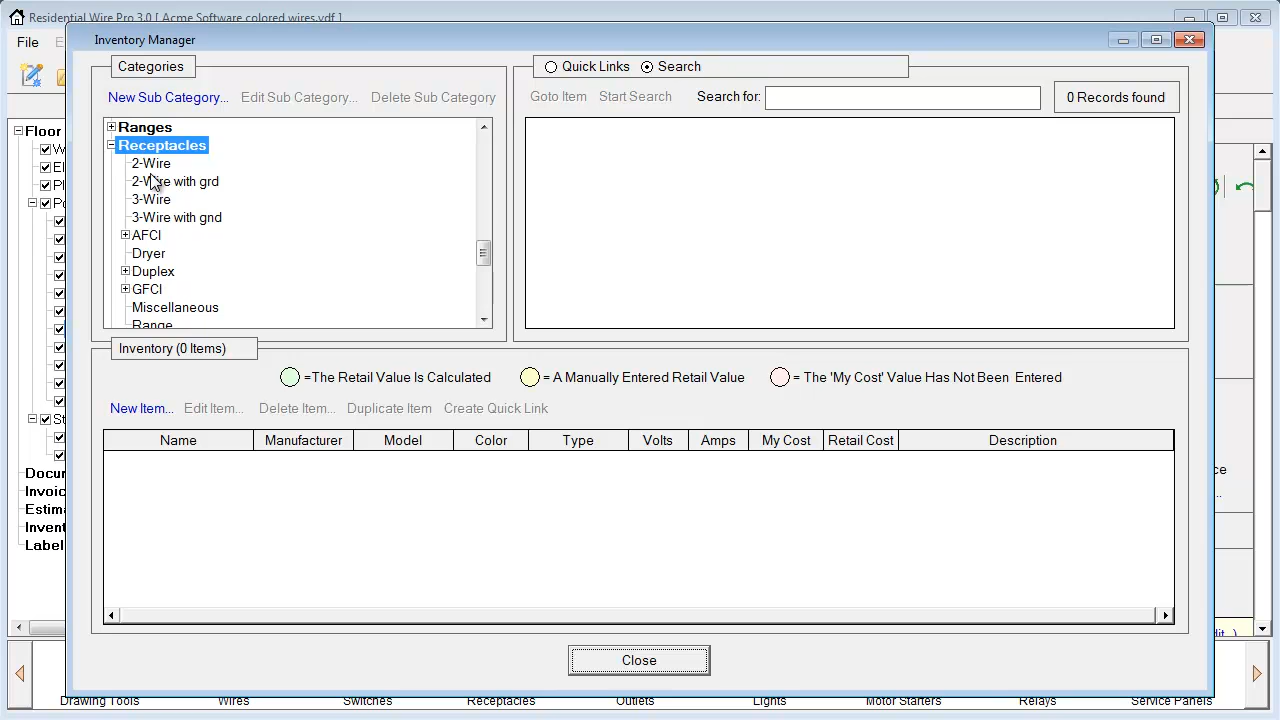 Residential Wire Pro 3.0 [ Acme Software colored wires.vdf ]
File
Inventory Manager
Categories
Quick Links Search
New Sub Category... Edit Sub Category... Delete Sub Category
Goto Item Start Search Search for: 0 Records found
Ranges
Receptacles
2-Wire
2-Wire with grd
3-Wire
3-Wire with gnd
AFCI
Dryer
Duplex
GFCI
Miscellaneous
Range
Floor
Inventory (0 Items)
=The Retail Value Is Calculated = A Manually Entered Retail Value = The 'My Cost' Value Has Not Been Entered
New Item... Edit Item... Delete Item... Duplicate Item Create Quick Link
Name Manufacturer Model Color Type Volts Amps My Cost Retail Cost Description
Close
Drawing Tools Wires Switches Receptacles Outlets Lights Motor Starters Relays Service Panels